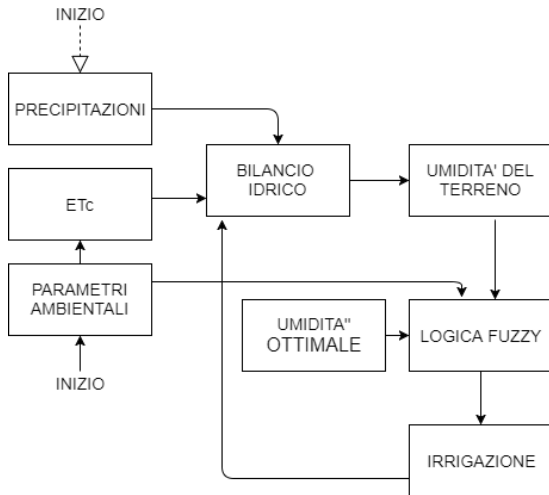 INIZIO
PRECIPITAZIONI
BILANCIO
IDRICO
UMIDITA' DEL
TERRENO
ETc
PARAMETRI
AMBIENTALI
UMIDITA"
OTTIMALE
LOGICA FUZZY
INIZIO
IRRIGAZIONE